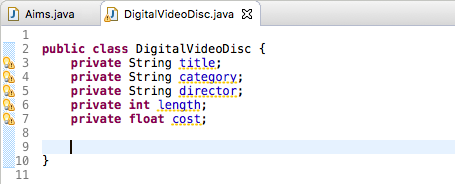 Aims.java DigitalVideoDisc.java
1
2 public class DigitalVideoDisc {
3 private String title;
4 private String category;
5 private String director;
6 private int length;
7 private float cost;
8
9
10 }
11